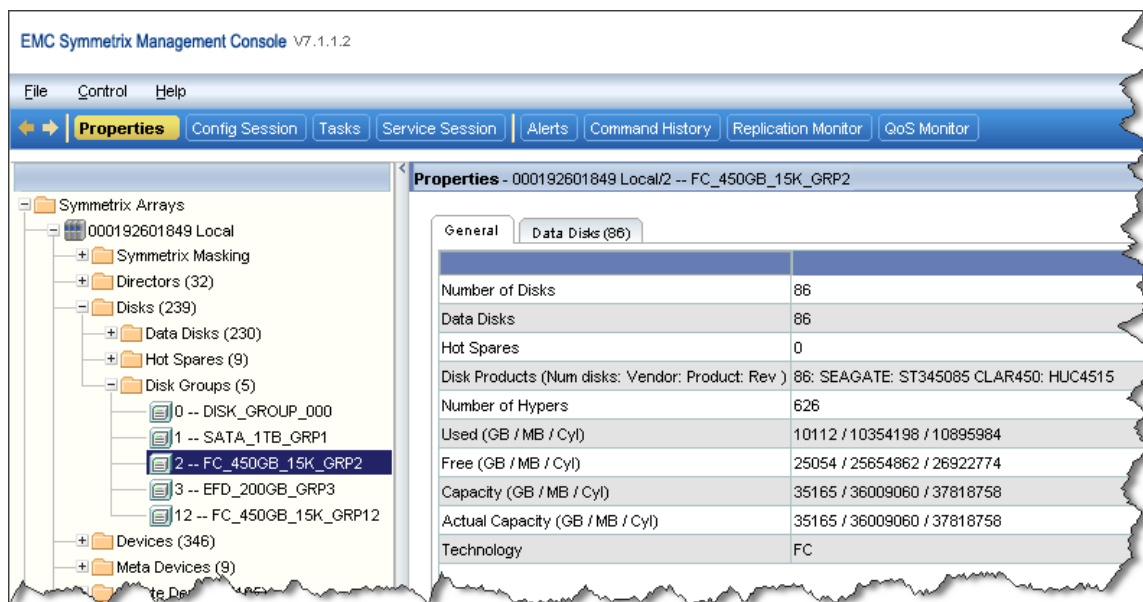 EMC Symmetrix Management Console V7.1.1.2
File Control Help
Properties Config Session Tasks Service Session Alerts Command History Replication Monitor QoS Monitor
Properties - 000192601849 Local/2 -- FC_450GB_15K_GRP2
Symmetrix Arrays
000192601849 Local
Symmetrix Masking
Directors (32)
Disks (239)
Data Disks (230)
Hot Spares (9)
Disk Groups (5)
0 -- DISK_GROUP_000
1 -- SATA_1TB_GRP1
2 -- FC_450GB_15K_GRP2
3 -- EFD_200GB_GRP3
12 -- FC_450GB_15K_GRP12
Devices (346)
Meta Devices (9)
General Data Disks (86)
Number of Disks 86
Data Disks 86
Hot Spares 0
Disk Products (Num disks: Vendor: Product: Rev ) 86: SEAGATE: ST345085 CLAR450: HUC4515
Number of Hypers 626
Used (GB / MB / Cyl) 10112 / 10354198 / 10895984
Free (GB / MB / Cyl) 25054 / 25654862 / 26922774
Capacity (GB / MB / Cyl) 35165 / 36009060 / 37818758
Actual Capacity (GB / MB / Cyl) 35165 / 36009060 / 37818758
Technology FC